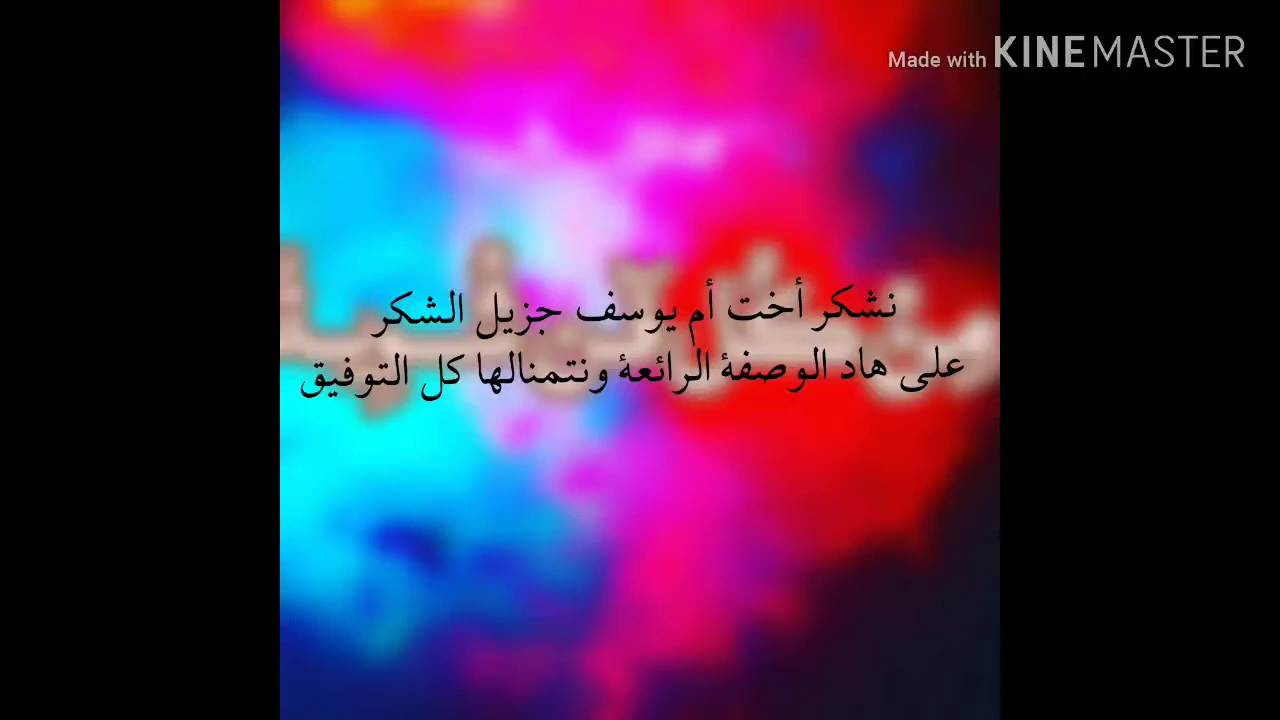 Made with KINEMASTER
نشكر أخت أم يوسف جزيل الشكر
على هاد الوصفة الرائعة ونتمنالها كل التوفيق